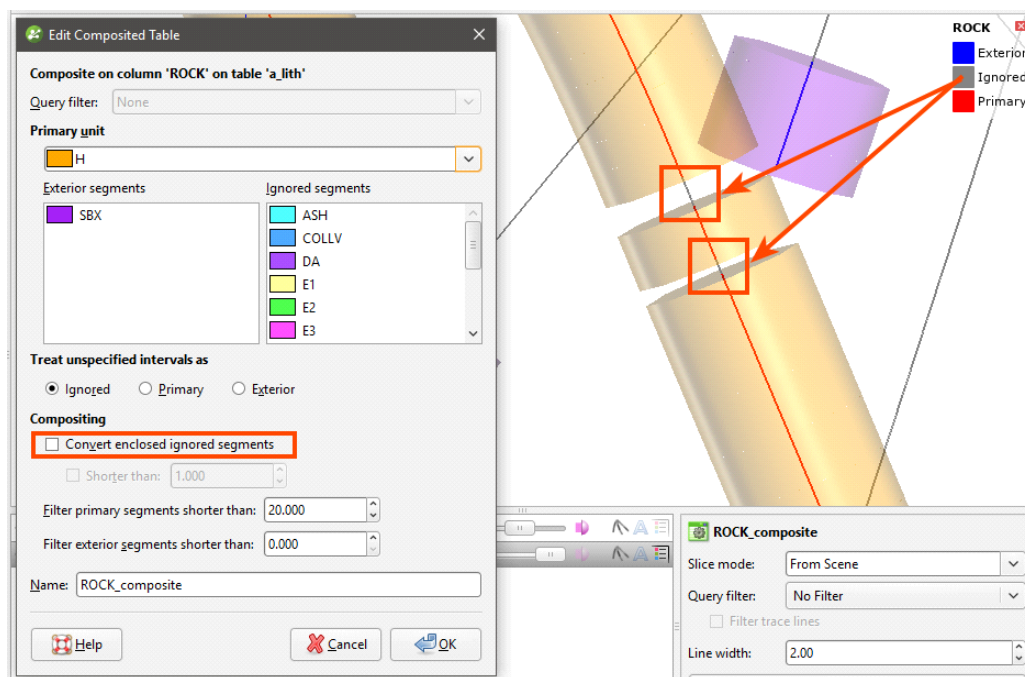 Edit Composited Table
Composite on column 'ROCK' on table 'a_lith'
Query filter: None
Primary unit
H
Exterior segments Ignored segments
SBX ASH
COLLV
DA
E1
E2
E3
Treat unspecified intervals as
Ignored Primary Exterior
Compositing
Convert enclosed ignored segments
Shorter than: 1.000
Filter primary segments shorter than: 20.000
Filter exterior segments shorter than: 0.000
Name: ROCK_composite
Help Cancel OK
ROCK
Exterior
Ignored
Primary
ROCK_composite
Slice mode: From Scene
Query filter: No Filter
Filter trace lines
Line width: 2.00